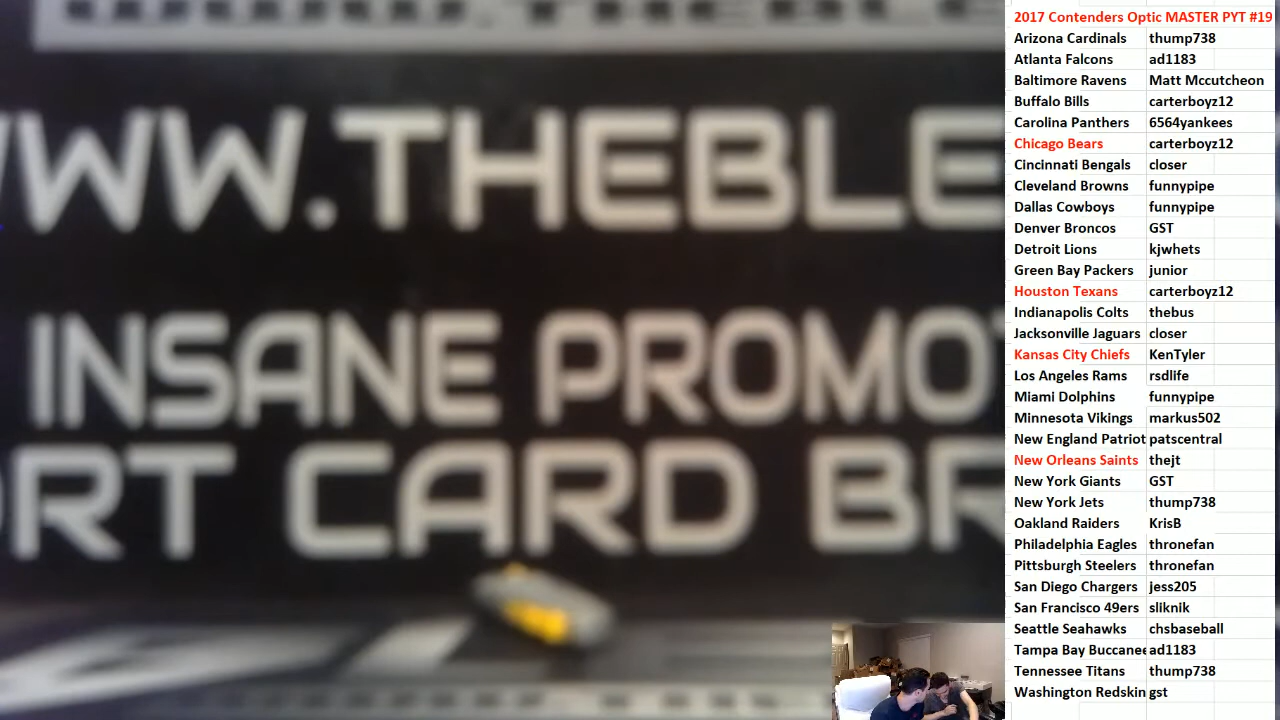 WWW.THEBLE
INSANE PROMOT
ORT CARD BR
2017 Contenders Optic MASTER PYT #19
Arizona Cardinals thump738
Atlanta Falcons ad1183
Baltimore Ravens Matt Mccutcheon
Buffalo Bills carterboyz12
Carolina Panthers 6564yankees
Chicago Bears carterboyz12
Cincinnati Bengals closer
Cleveland Browns funnypipe
Dallas Cowboys funnypipe
Denver Broncos GST
Detroit Lions kjwhets
Green Bay Packers junior
Houston Texans carterboyz12
Indianapolis Colts thebus
Jacksonville Jaguars closer
Kansas City Chiefs KenTyler
Los Angeles Rams rsdlife
Miami Dolphins funnypipe
Minnesota Vikings markus502
New England Patriot patscentral
New Orleans Saints thejt
New York Giants GST
New York Jets thump738
Oakland Raiders KrisB
Philadelphia Eagles thronefan
Pittsburgh Steelers thronefan
San Diego Chargers jess205
San Francisco 49ers sliknik
Seattle Seahawks chsbaseball
Tampa Bay Buccanee ad1183
Tennessee Titans thump738
Washington Redskin gst